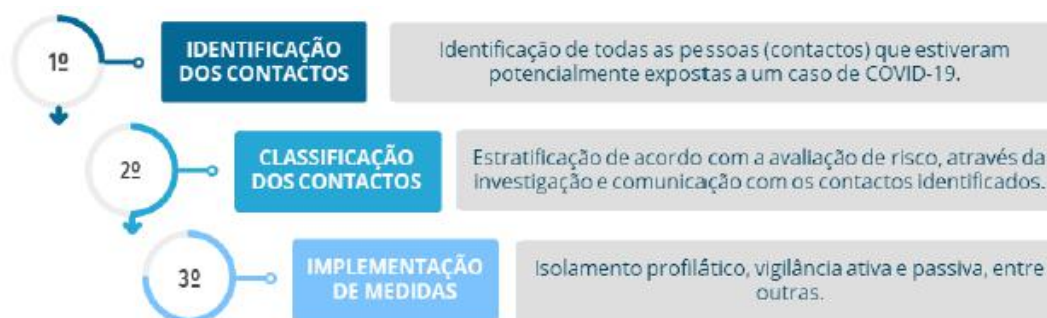 1º
IDENTIFICAÇÃO
DOS CONTACTOS
Identificação de todas as pessoas (contactos) que estiveram
potencialmente expostas a um caso de COVID-19.
2º
CLASSIFICAÇÃO
DOS CONTACTOS
Estratificação de acordo com a avaliação de risco, através da
investigação e comunicação com os contactos identificados.
3º
IMPLEMENTAÇÃO
DE MEDIDAS
Isolamento profilático, vigilância ativa e passiva, entre
outras.